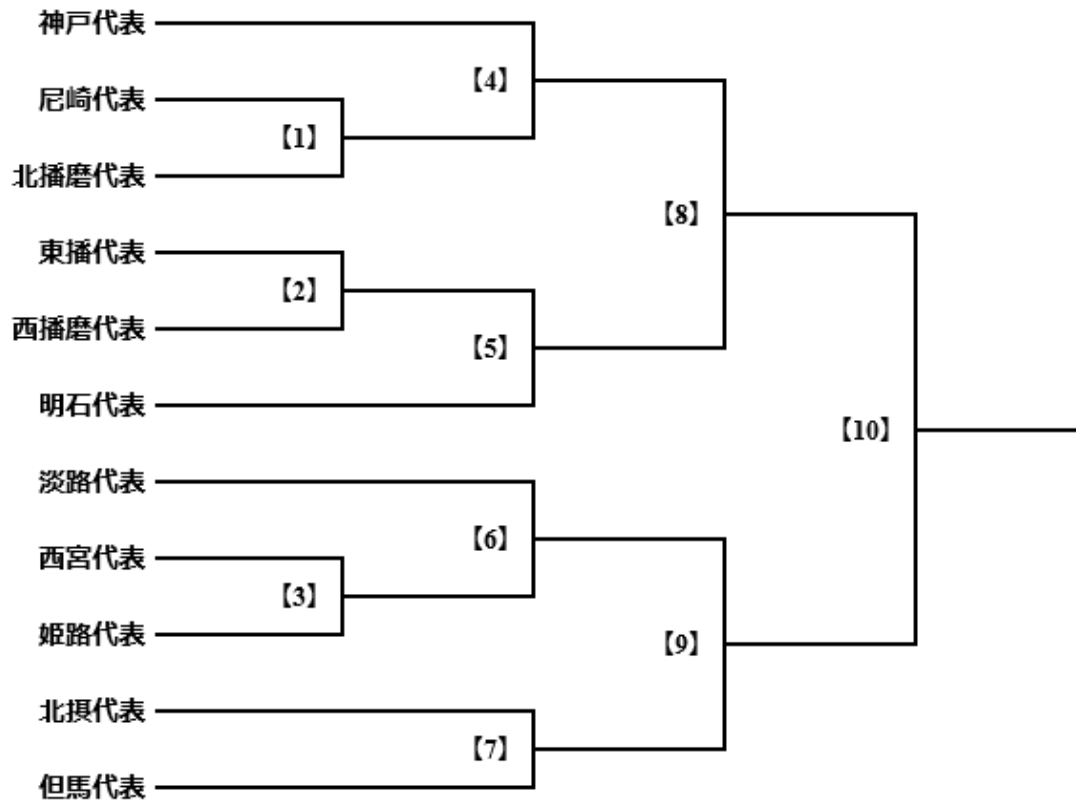 神戸代表
【4】
尼崎代表
【1】
北播磨代表
【8】
東播代表
【2】
西播磨代表
【5】
明石代表
【10】
淡路代表
【6】
西宮代表
【3】
姫路代表
【9】
北摂代表
【7】
但馬代表